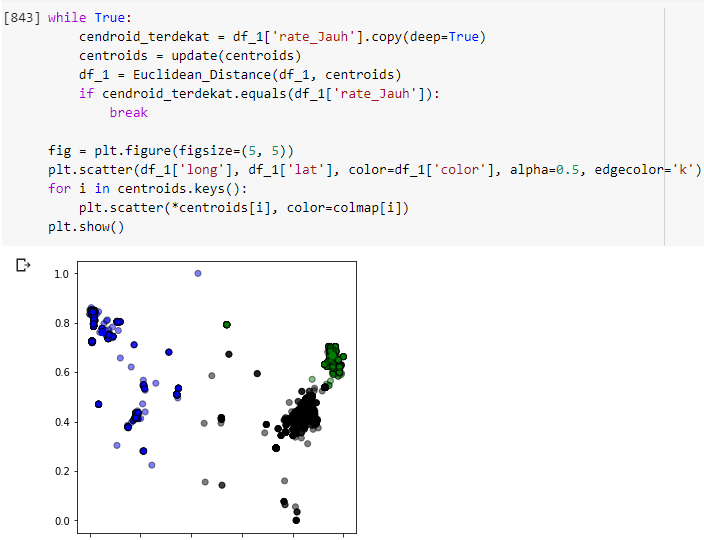 [843] while True:
cendroid_terdekat = df_1['rate_Jauh'].copy(deep=True)
centroids = update(centroids)
df_1 = Euclidean_Distance(df_1, centroids)
if cendroid_terdekat.equals(df_1['rate_Jauh']):
break
fig = plt.figure(figsize=(5, 5))
plt.scatter(df_1['long'], df_1['lat'], color=df_1['color'], alpha=0.5, edgecolor='k')
for i in centroids.keys():
plt.scatter(*centroids[i], color=colmap[i])
plt.show()
1.0
0.8
0.6
0.4
0.2
0.0